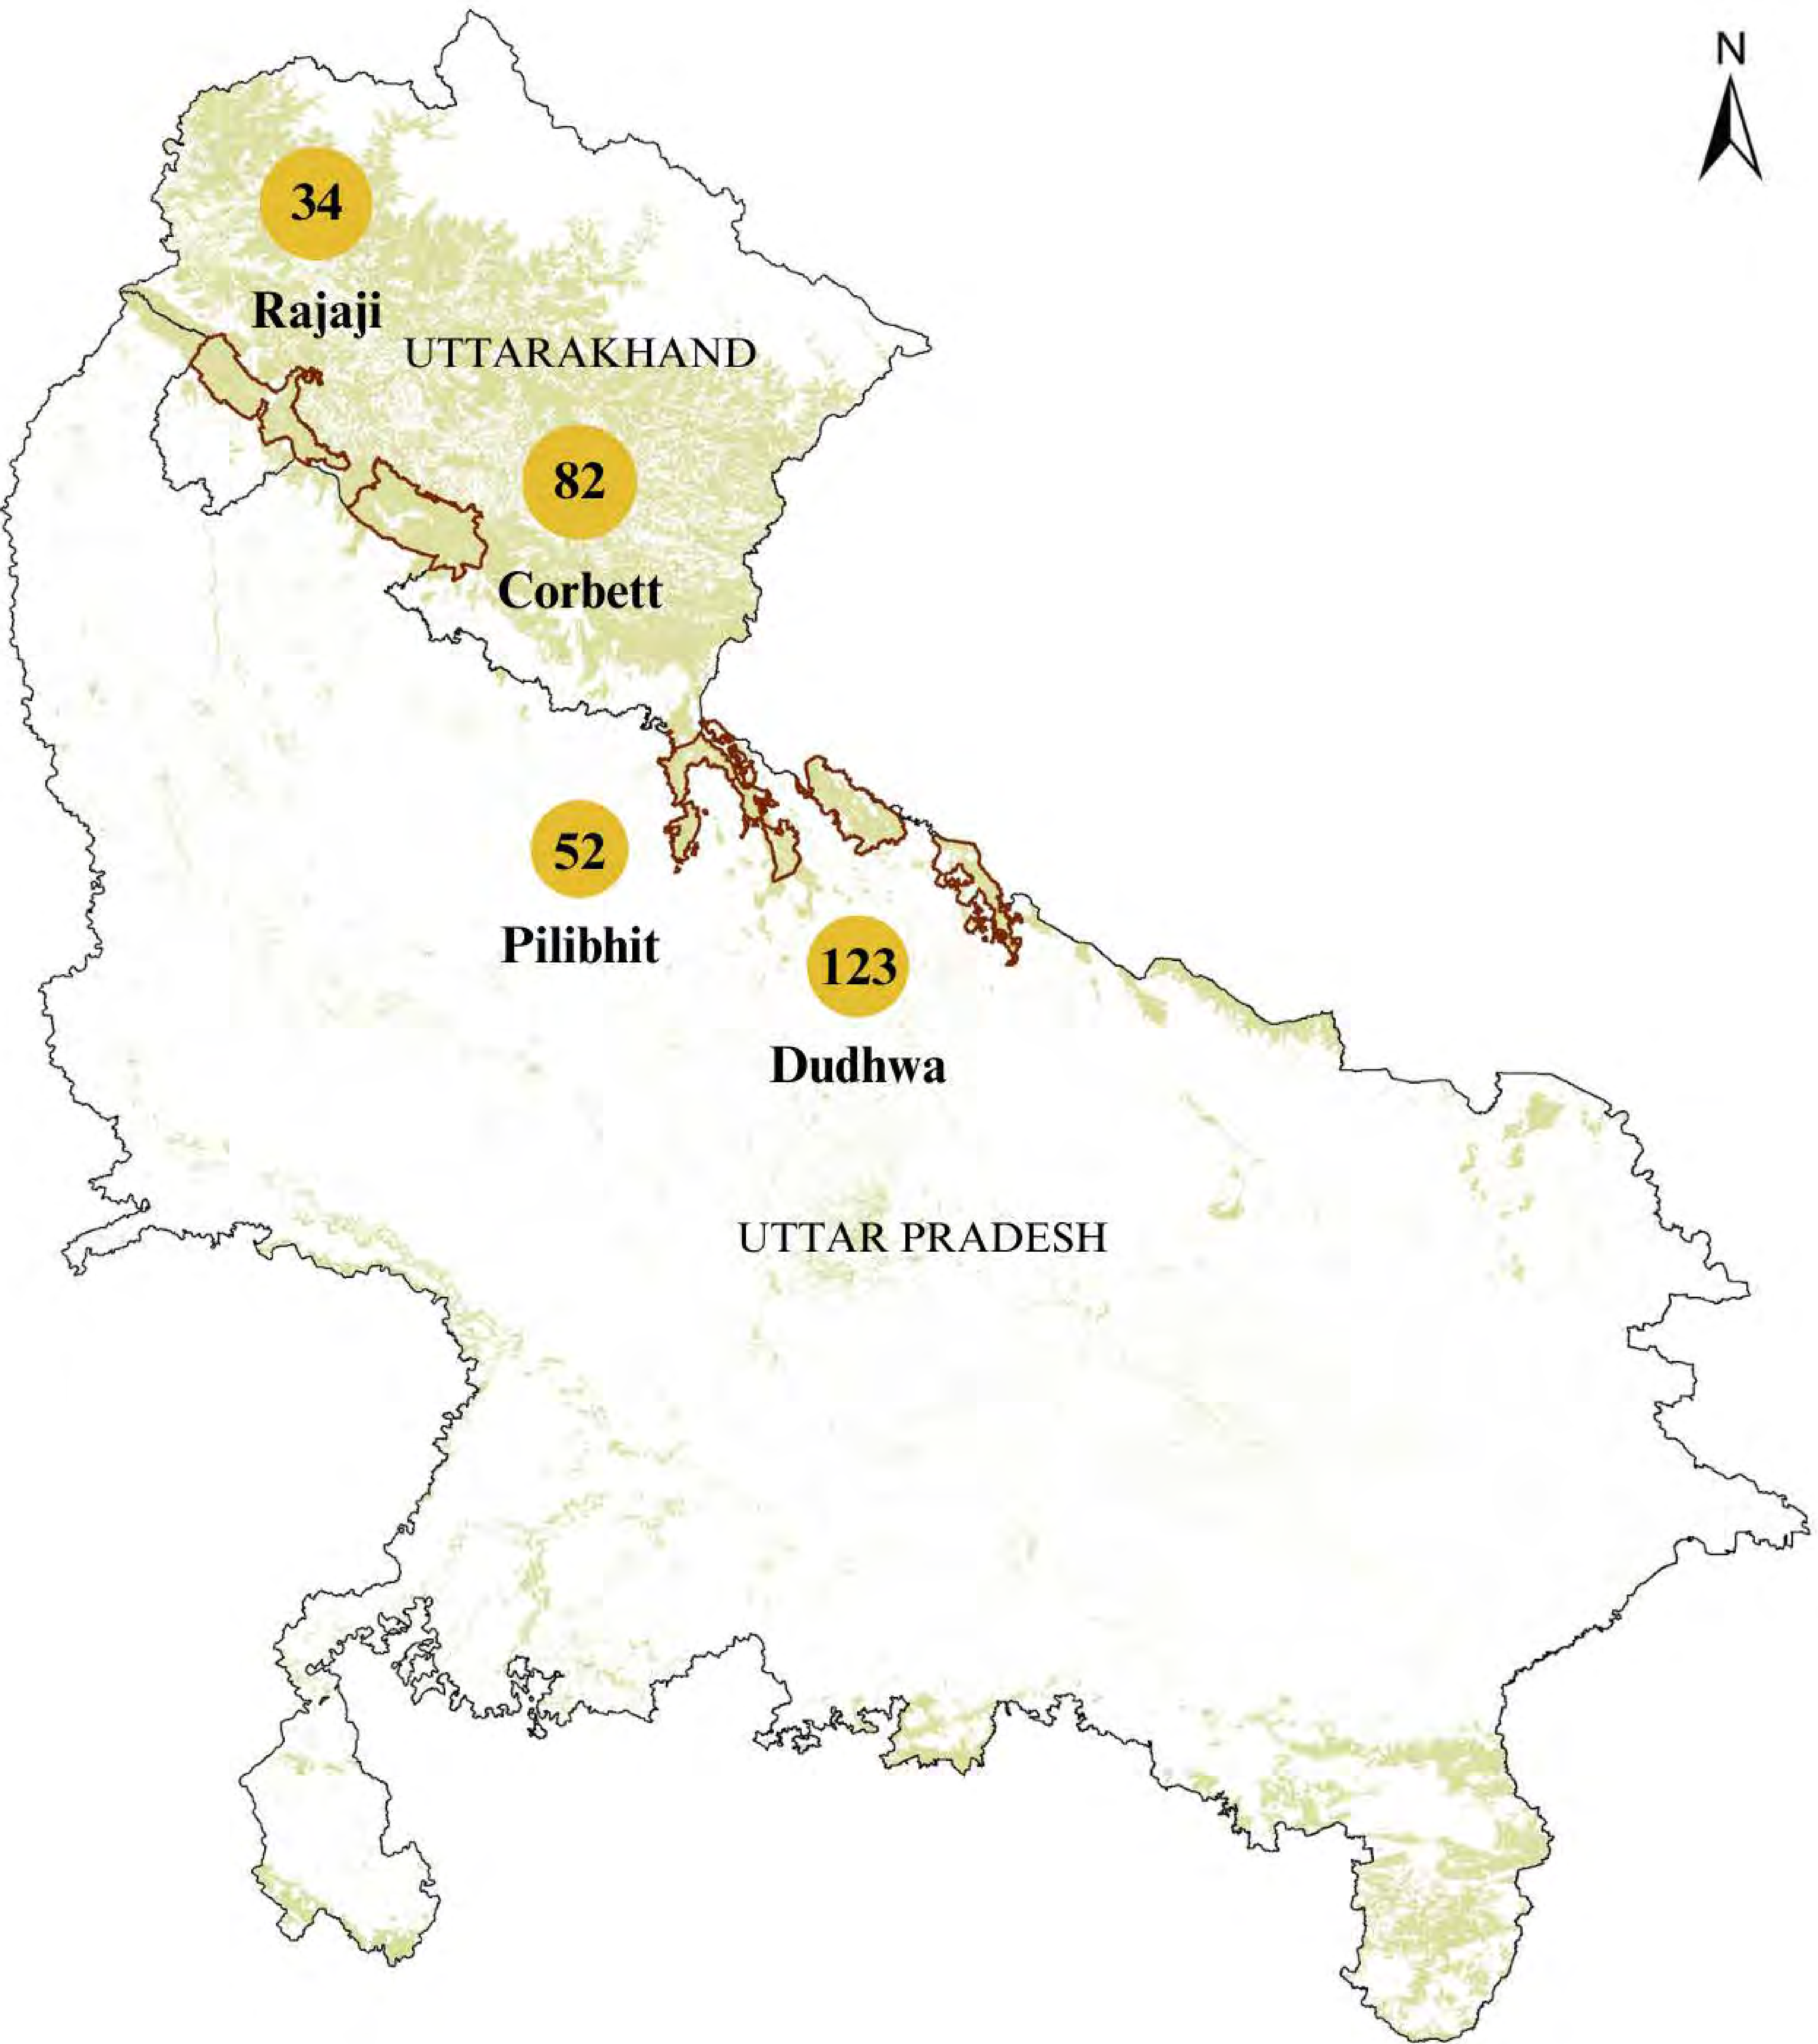 N
34
Rajaji
UTTARAKHAND
82
Corbett
52
Pilibhit
123
Dudhwa
UTTAR PRADESH